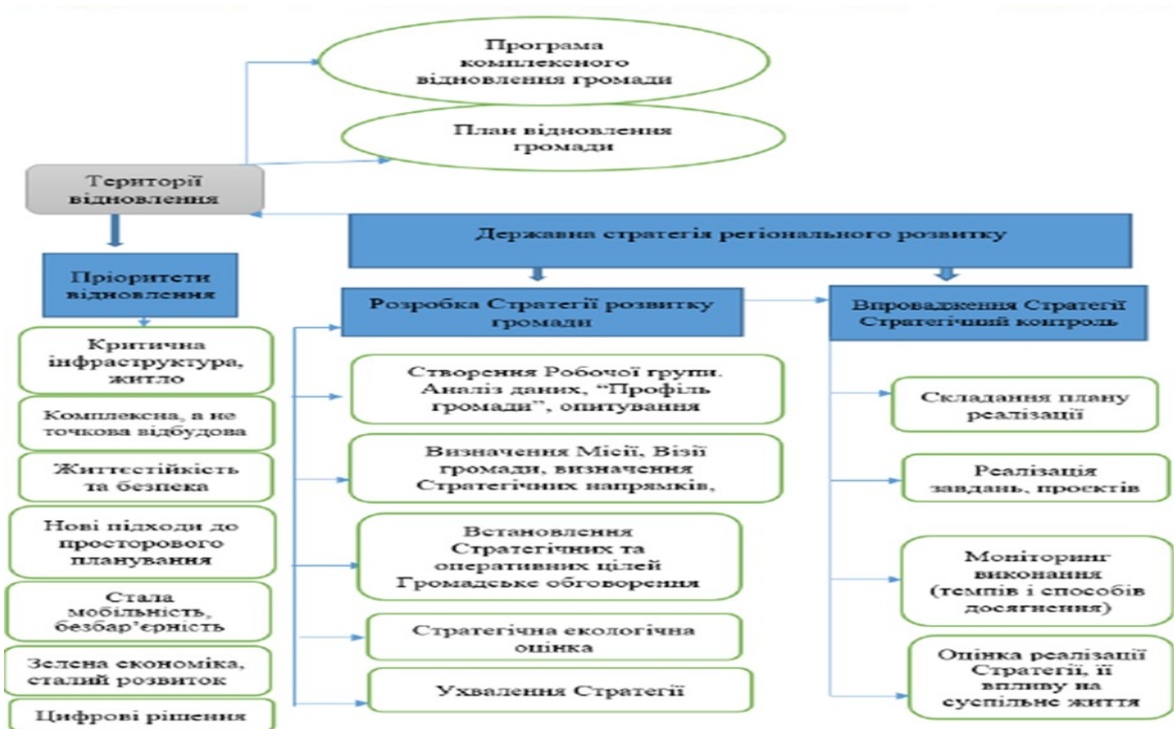 Програма
комплексного
відновлення громади
План відновлення
громади
Території
відновлення
Державна стратегія регіонального розвитку
Пріоритети
відновлення
Критична
інфраструктура,
житло
Комплексна, а не
точкова відбудова
Життєстійкість
та безпека
Нові підходи до
просторового
планування
Стала
мобільність,
безбар’єрність
Зелена економіка,
сталий розвиток
Цифрові рішення
Розробка Стратегії розвитку
громади
Створення Робочої групи.
Аналіз даних, “Профіль
громади”, опитування
Визначення Місії, Візії
громади, визначення
Стратегічних напрямків,
Встановлення
Стратегічних та
оперативних цілей
Громадське обговорення
Стратегічна екологічна
оцінка
Ухвалення Стратегії
Впровадження Стратегії
Стратегічний контроль
Складання плану
реалізації
Реалізація
завдань, проєктів
Моніторинг
виконання
(темпів і способів
досягнення)
Оцінка реалізації
Стратегії, її
впливу на
суспільне життя